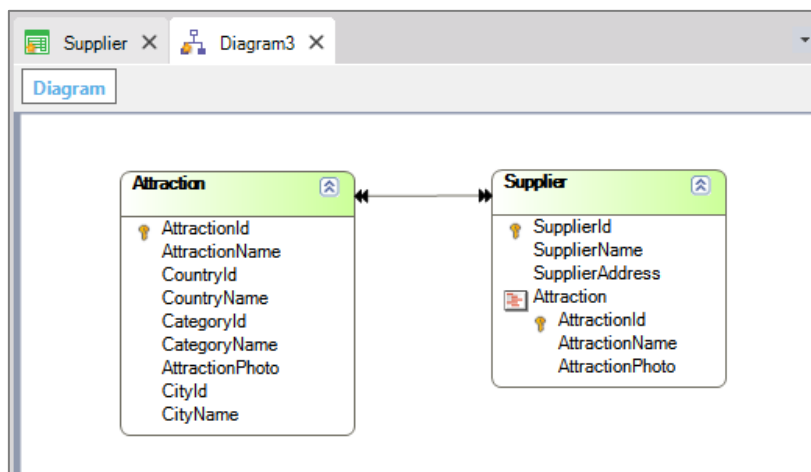 Supplier
Diagram3
Diagram
Attraction
AttractionId
AttractionName
CountryId
CountryName
CategoryId
CategoryName
AttractionPhoto
CityId
CityName
Supplier
SupplierId
SupplierName
SupplierAddress
Attraction
AttractionId
AttractionName
AttractionPhoto